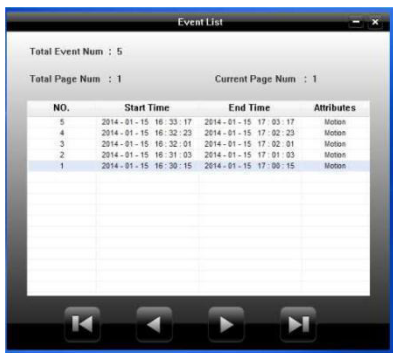 Event List
Total Event Num : 5
Total Page Num : 1 Current Page Num : 1
NO. Start Time End Time Attributes
5 2014-01-15 16:33:17 2014-01-15 17:03:17 Motion
4 2014-01-15 16:32:23 2014-01-15 17:02:23 Motion
3 2014-01-15 16:32:01 2014-01-15 17:02:01 Motion
2 2014-01-15 16:31:03 2014-01-15 17:01:03 Motion
1 2014-01-15 16:30:15 2014-01-15 17:00:15 Motion